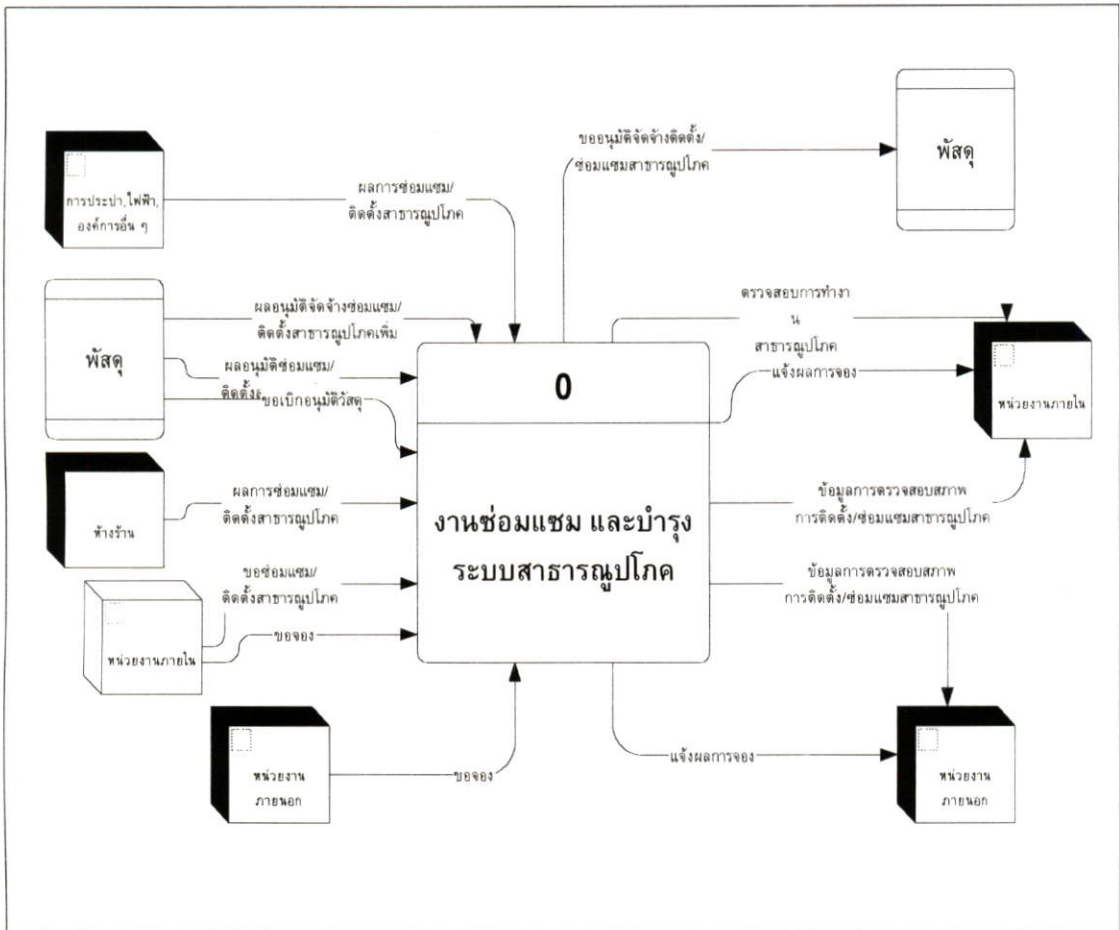 ขออนุมัติจัดจ้างติดตั้ง/
ซ่อมแซมสาธารณูปโภค
พัสดุ
การประปา,ไฟฟ้า,
องค์การอื่น ๆ
ผลการซ่อมแซม/
ติดตั้งสาธารณูปโภค
พัสดุ
ผลอนุมัติจัดจ้างซ่อมแซม/
ติดตั้งสาธารณูปโภคเพิ่ม
ผลอนุมัติซ่อมแซม/
ขอเบิกอนุมัติวัสดุ
ตรวจสอบการทำงา
น
สาธารณูปโภค
แจ้งผลการจอง
หน่วยงานภายใน
0
งานซ่อมแซม และบำรุง
ระบบสาธารณูปโภค
ห้างร้าน
ผลการซ่อมแซม/
ติดตั้งสาธารณูปโภค
ข้อมูลการตรวจสอบสภาพ
การติดตั้ง/ซ่อมแซมสาธารณูปโภค
หน่วยงานภายใน
ขอซ่อมแซม/
ติดตั้งสาธารณูปโภค
ขอจอง
ข้อมูลการตรวจสอบสภาพ
การติดตั้ง/ซ่อมแซมสาธารณูปโภค
หน่วยงาน
ภายนอก
ขอจอง
แจ้งผลการจอง
หน่วยงาน
ภายนอก